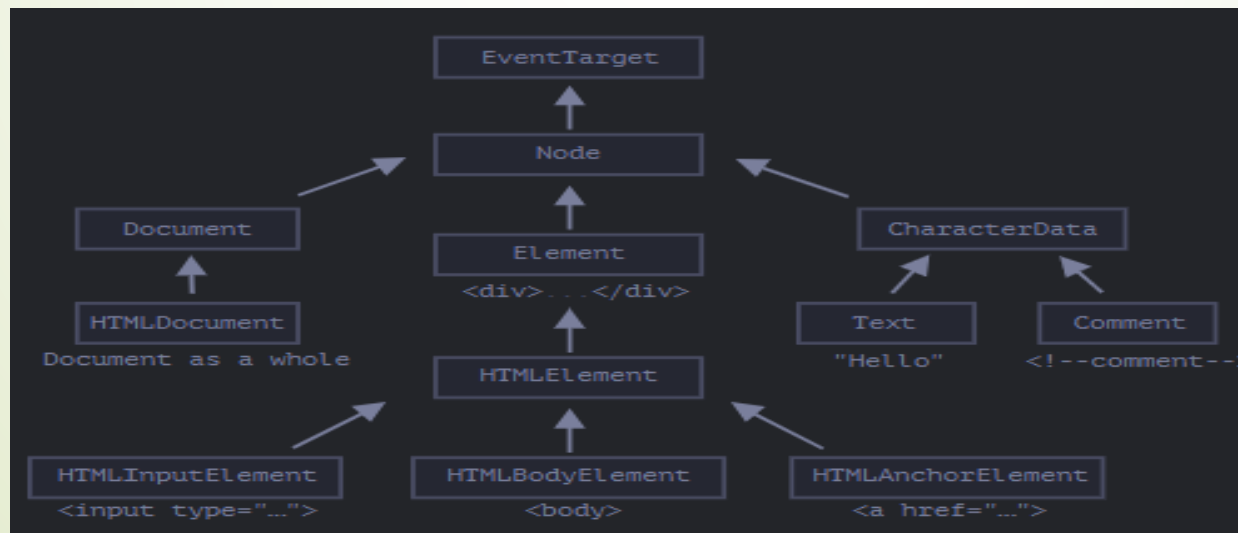 EventTarget
Node
Document
CharacterData
Element
<div>...</div>
HTMLDocument
Text
Comment
Document as a whole
"Hello"
<!--comment--
HTMLElement
HTMLInputElement
HTMLBodyElement
HTMLAnchorElement
<input type="…">
<body>
<a href="…">